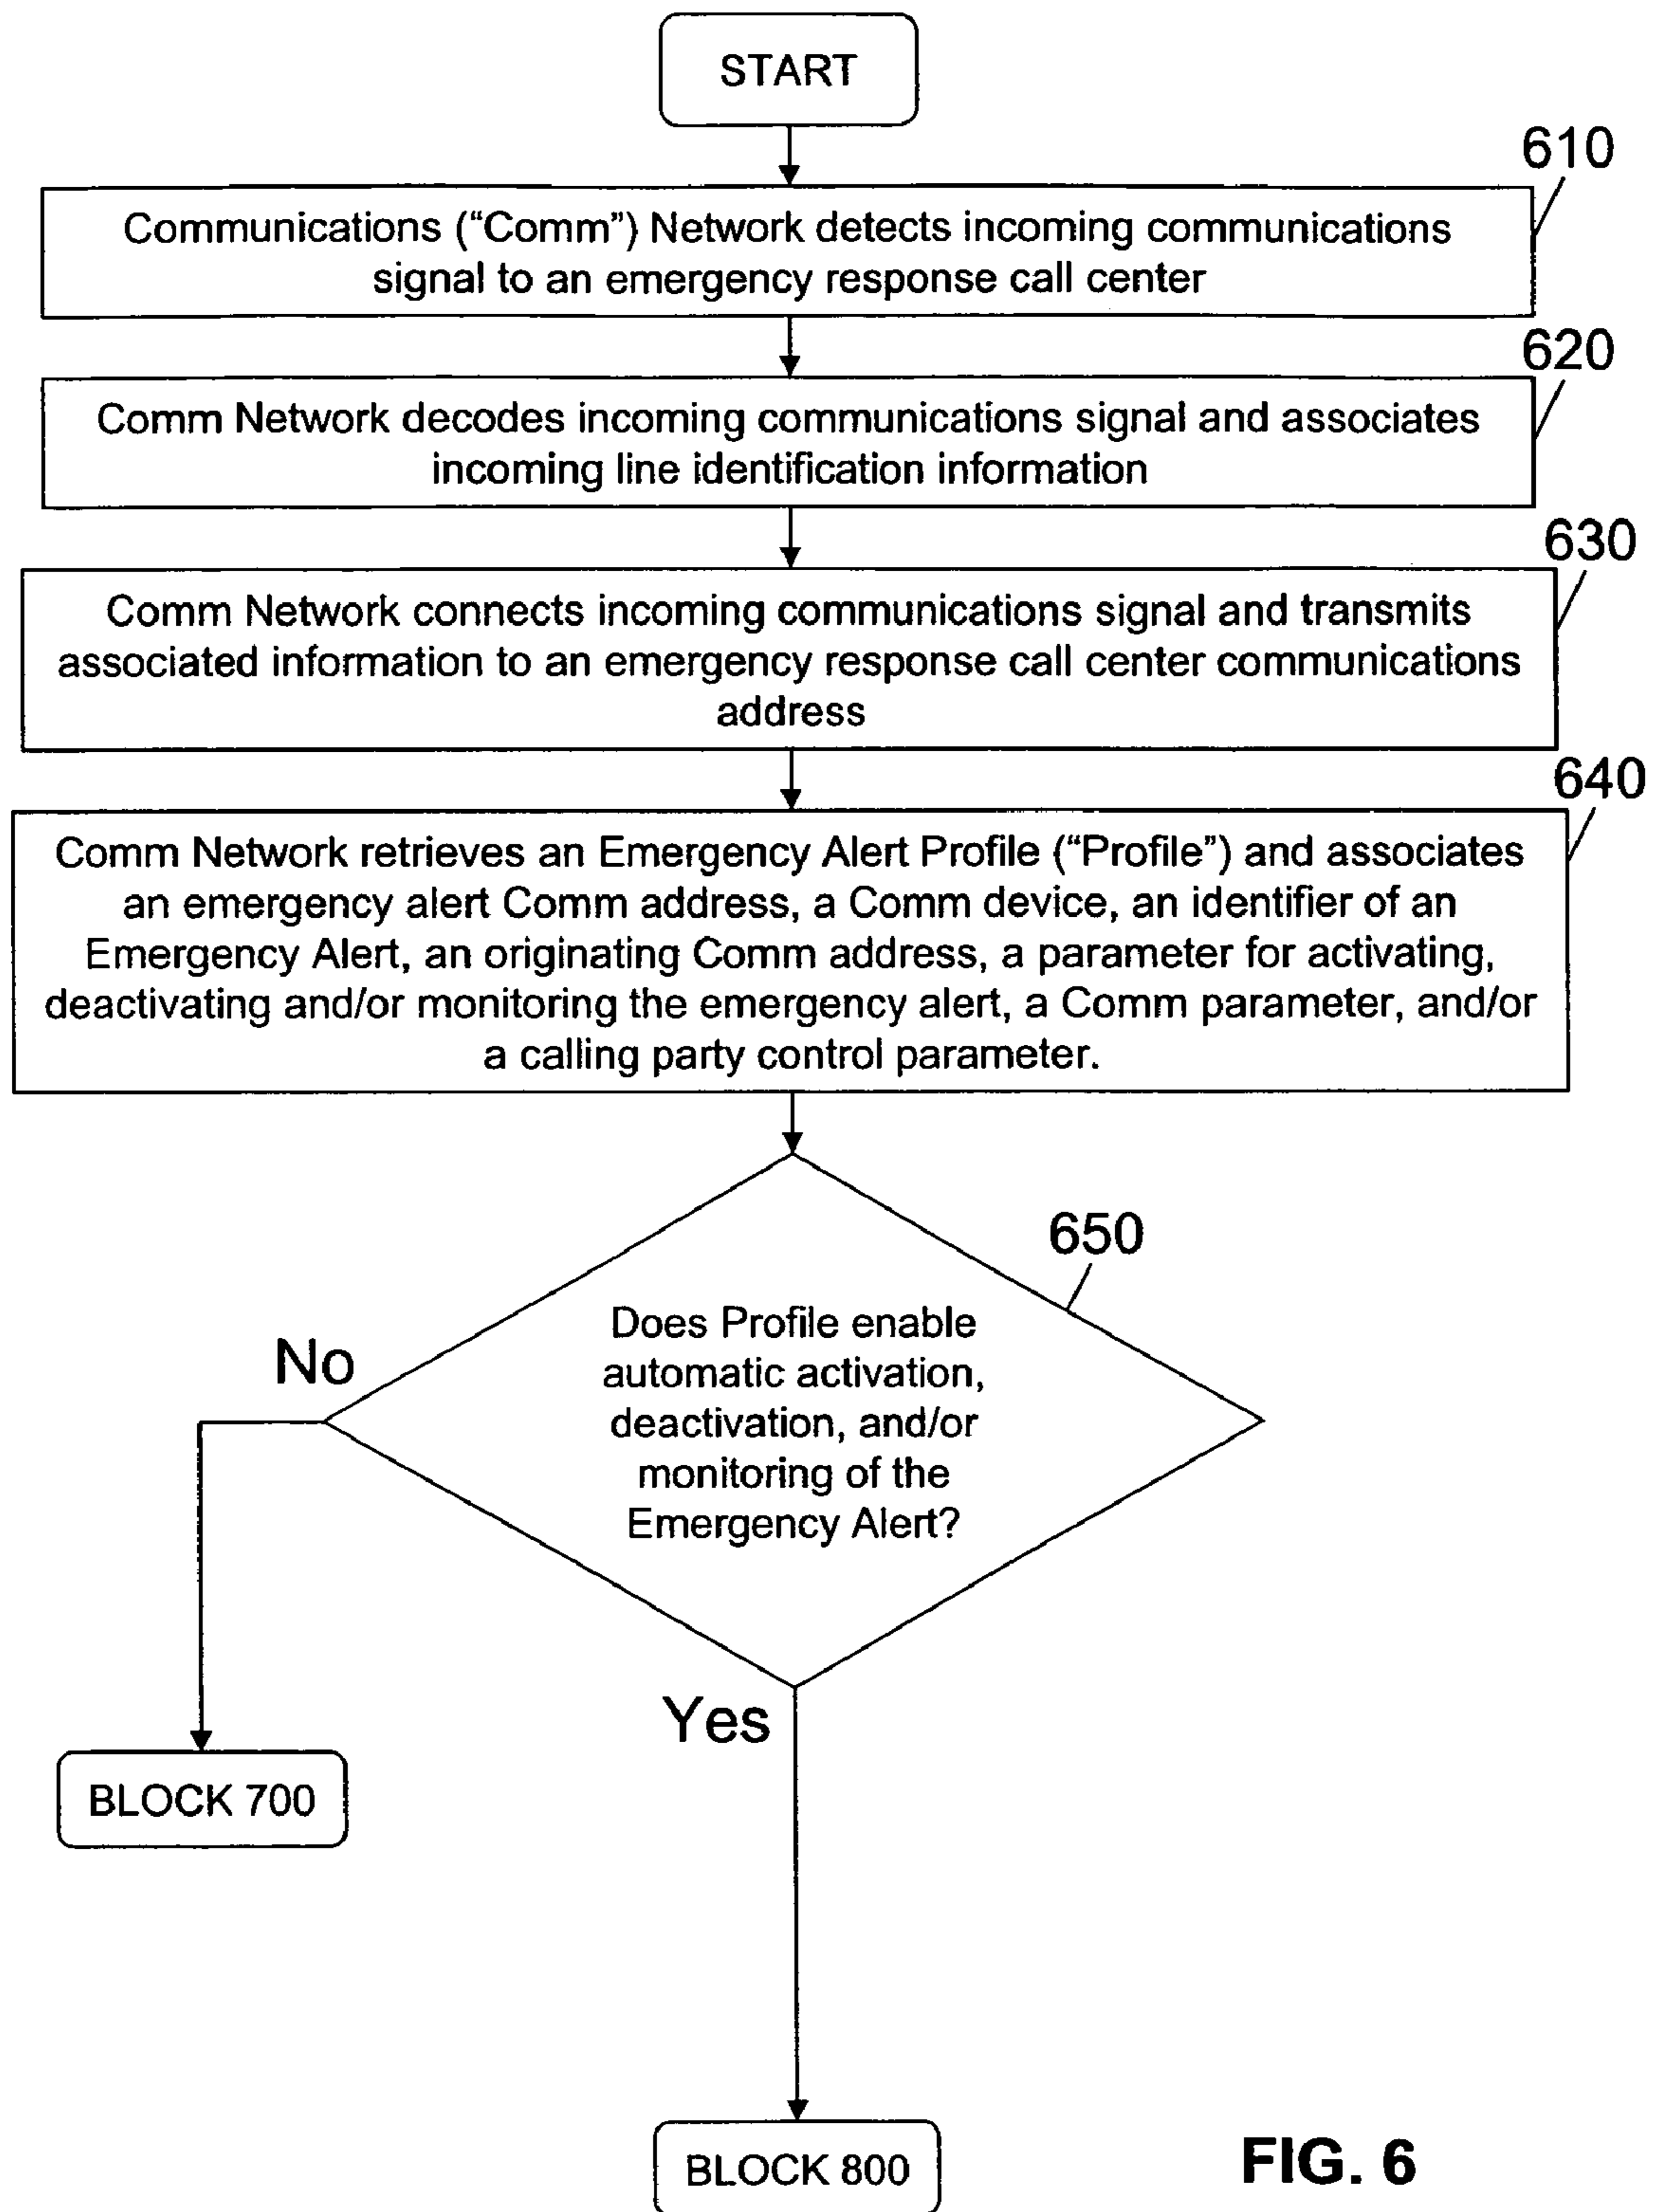 START
610
Communications (“Comm”) Network detects incoming communications
signal to an emergency response call center
620
Comm Network decodes incoming communications signal and associates
incoming line identification information
630
Comm Network connects incoming communications signal and transmits
associated information to an emergency response call center communications
address
640
Comm Network retrieves an Emergency Alert Profile (“Profile”) and associates
an emergency alert Comm address, a Comm device, an identifier of an
Emergency Alert, an originating Comm address, a parameter for activating,
deactivating and/or monitoring the emergency alert, a Comm parameter, and/or
a calling party control parameter.
650
Does Profile enable
automatic activation,
deactivation, and/or
monitoring of the
Emergency Alert?
No
Yes
BLOCK 700
BLOCK 800
FIG. 6